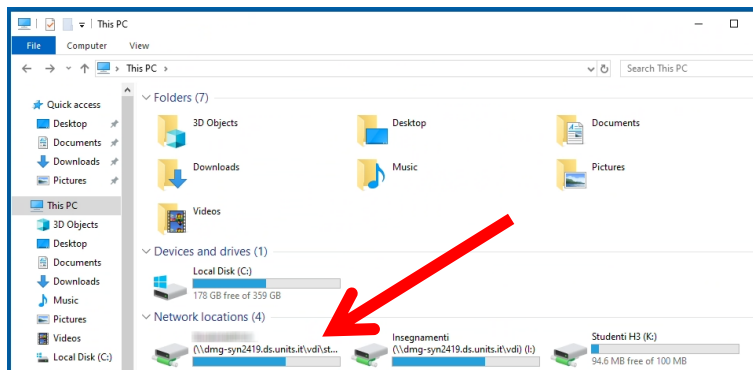 This PC
File Computer View
This PC Search This PC
Quick access
Desktop
Documents
Downloads
Pictures
This PC
3D Objects
Desktop
Documents
Downloads
Music
Pictures
Videos
Local Disk (C:)
Folders (7)
3D Objects Desktop Documents
Downloads Music Pictures
Videos
Devices and drives (1)
Local Disk (C:)
178 GB free of 359 GB
Network locations (4)
(\\dmg-syn2419.ds.units.it\vdi\st...
Insegnamenti
(\\dmg-syn2419.ds.units.it\vdi) (I:)
Studenti H3 (K:)
94.6 MB free of 100 MB